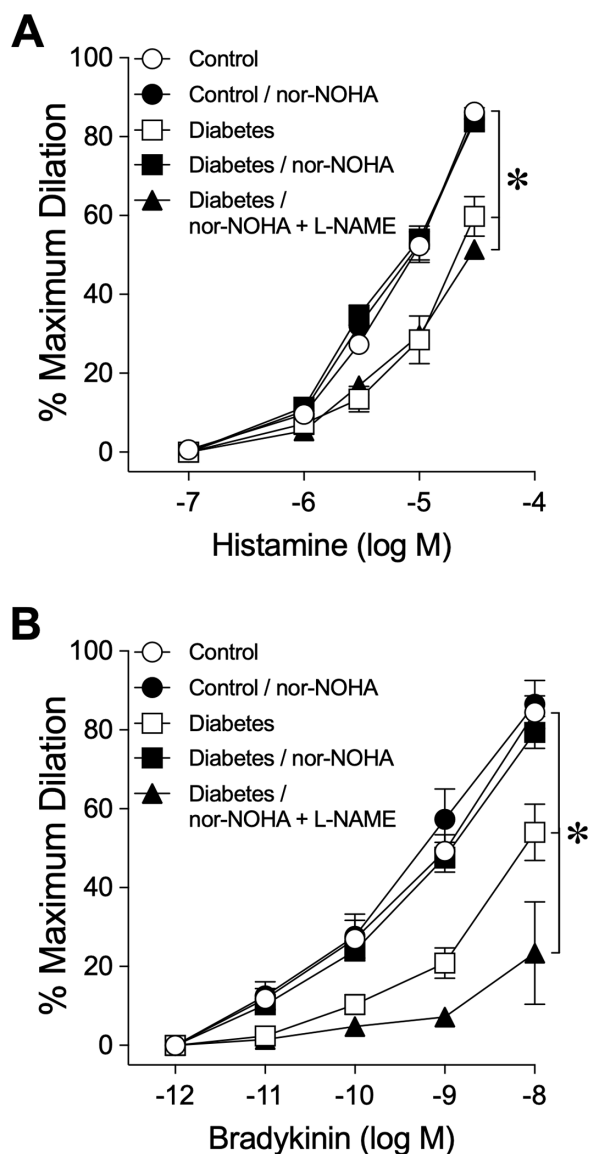 A
100
80
60
40
20
0
% Maximum Dilation
Control
Control / nor-NOHA
Diabetes
Diabetes / nor-NOHA
Diabetes /
nor-NOHA + L-NAME
*
-7
-6
-5
-4
Histamine (log M)
B
100
80
60
40
20
0
% Maximum Dilation
Control
Control / nor-NOHA
Diabetes
Diabetes / nor-NOHA
Diabetes /
nor-NOHA + L-NAME
*
-12
-11
-10
-9
-8
Bradykinin (log M)